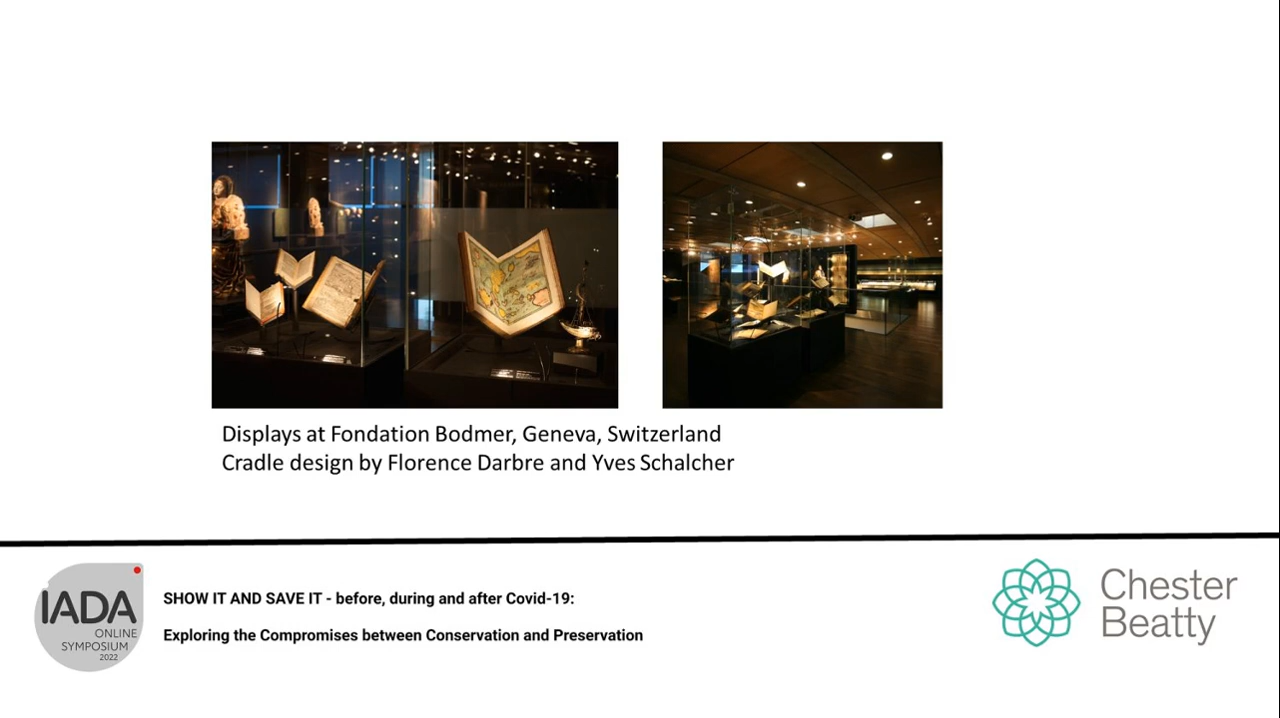 Displays at Fondation Bodmer, Geneva, Switzerland
Cradle design by Florence Darbre and Yves Schalcher
IADA
ONLINE
SYMPOSIUM
2022
SHOW IT AND SAVE IT - before, during and after Covid-19:
Exploring the Compromises between Conservation and Preservation
Chester
Beatty